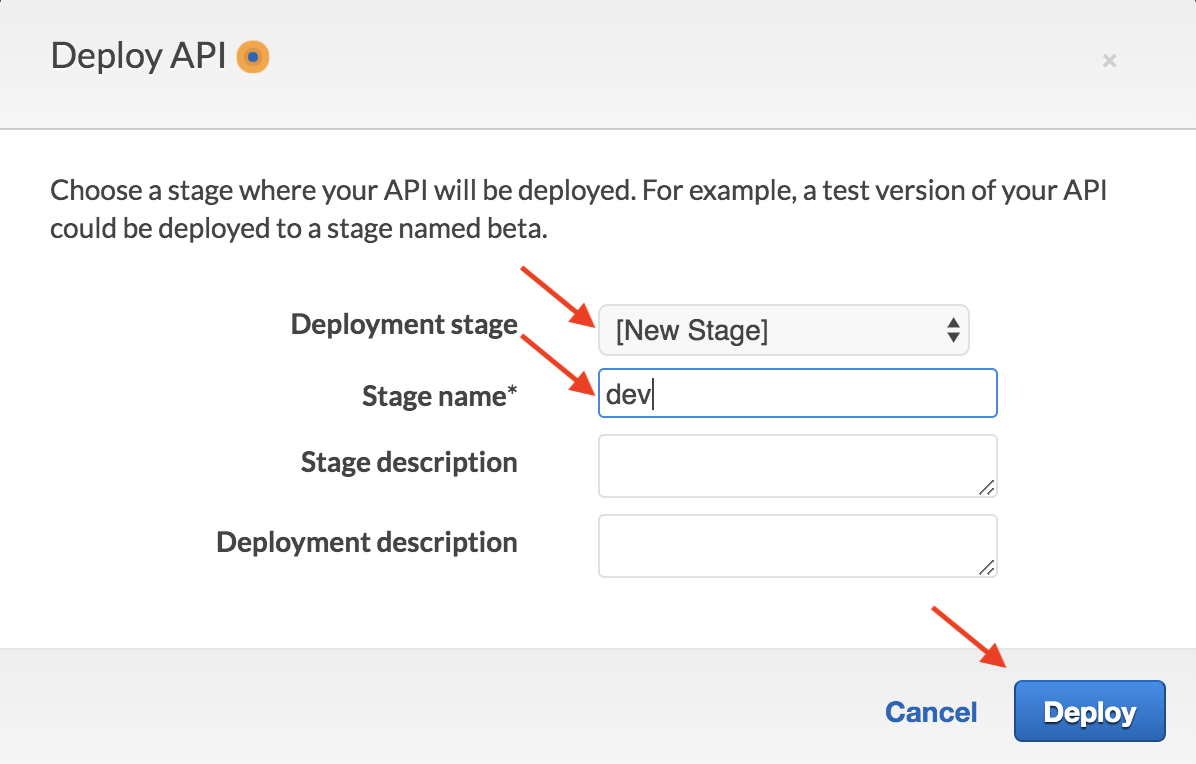 Deploy API
×
Choose a stage where your API will be deployed. For example, a test version of your API
could be deployed to a stage named beta.
Deployment stage [New Stage]
Stage name* dev
Stage description
Deployment description
Cancel Deploy